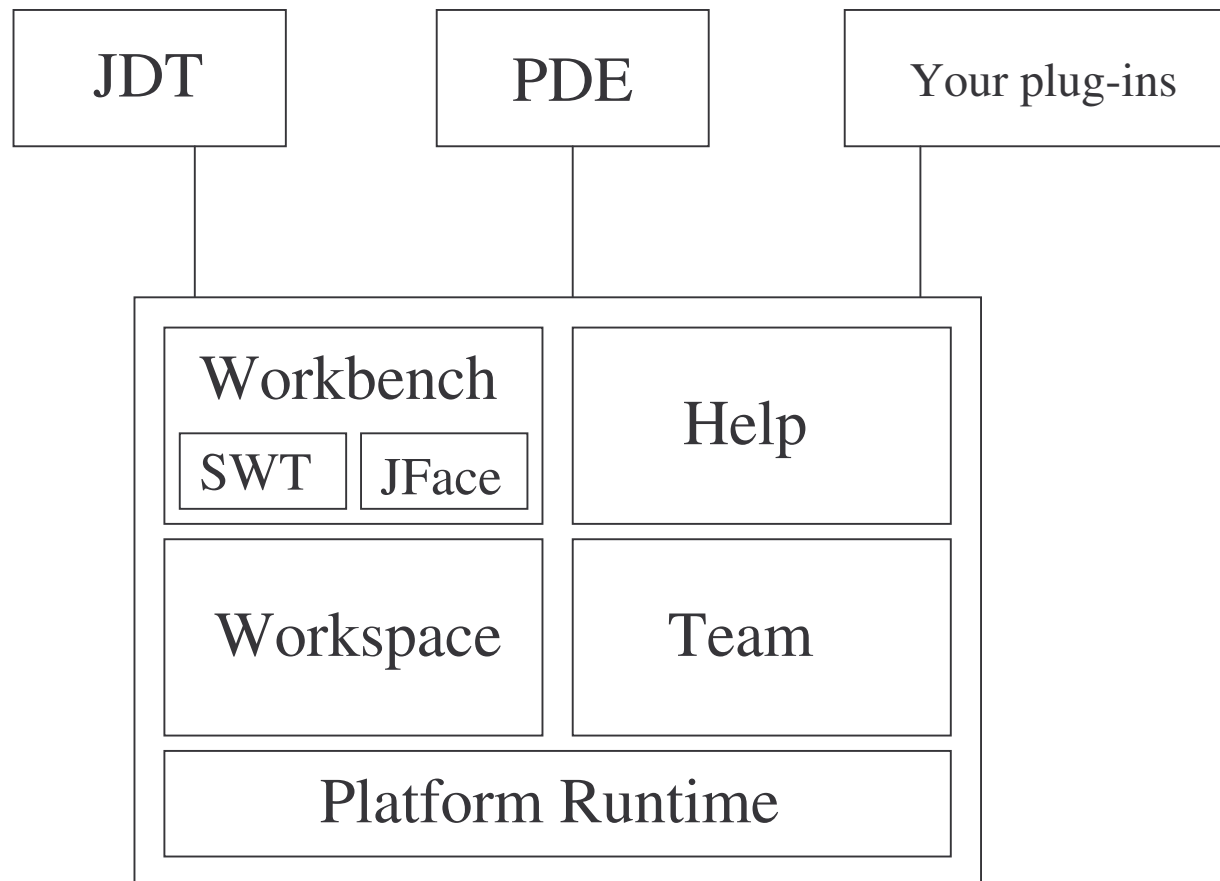 JDT
PDE
Your plug-ins
Workbench
SWT
JFace
Help
Workspace
Team
Platform Runtime